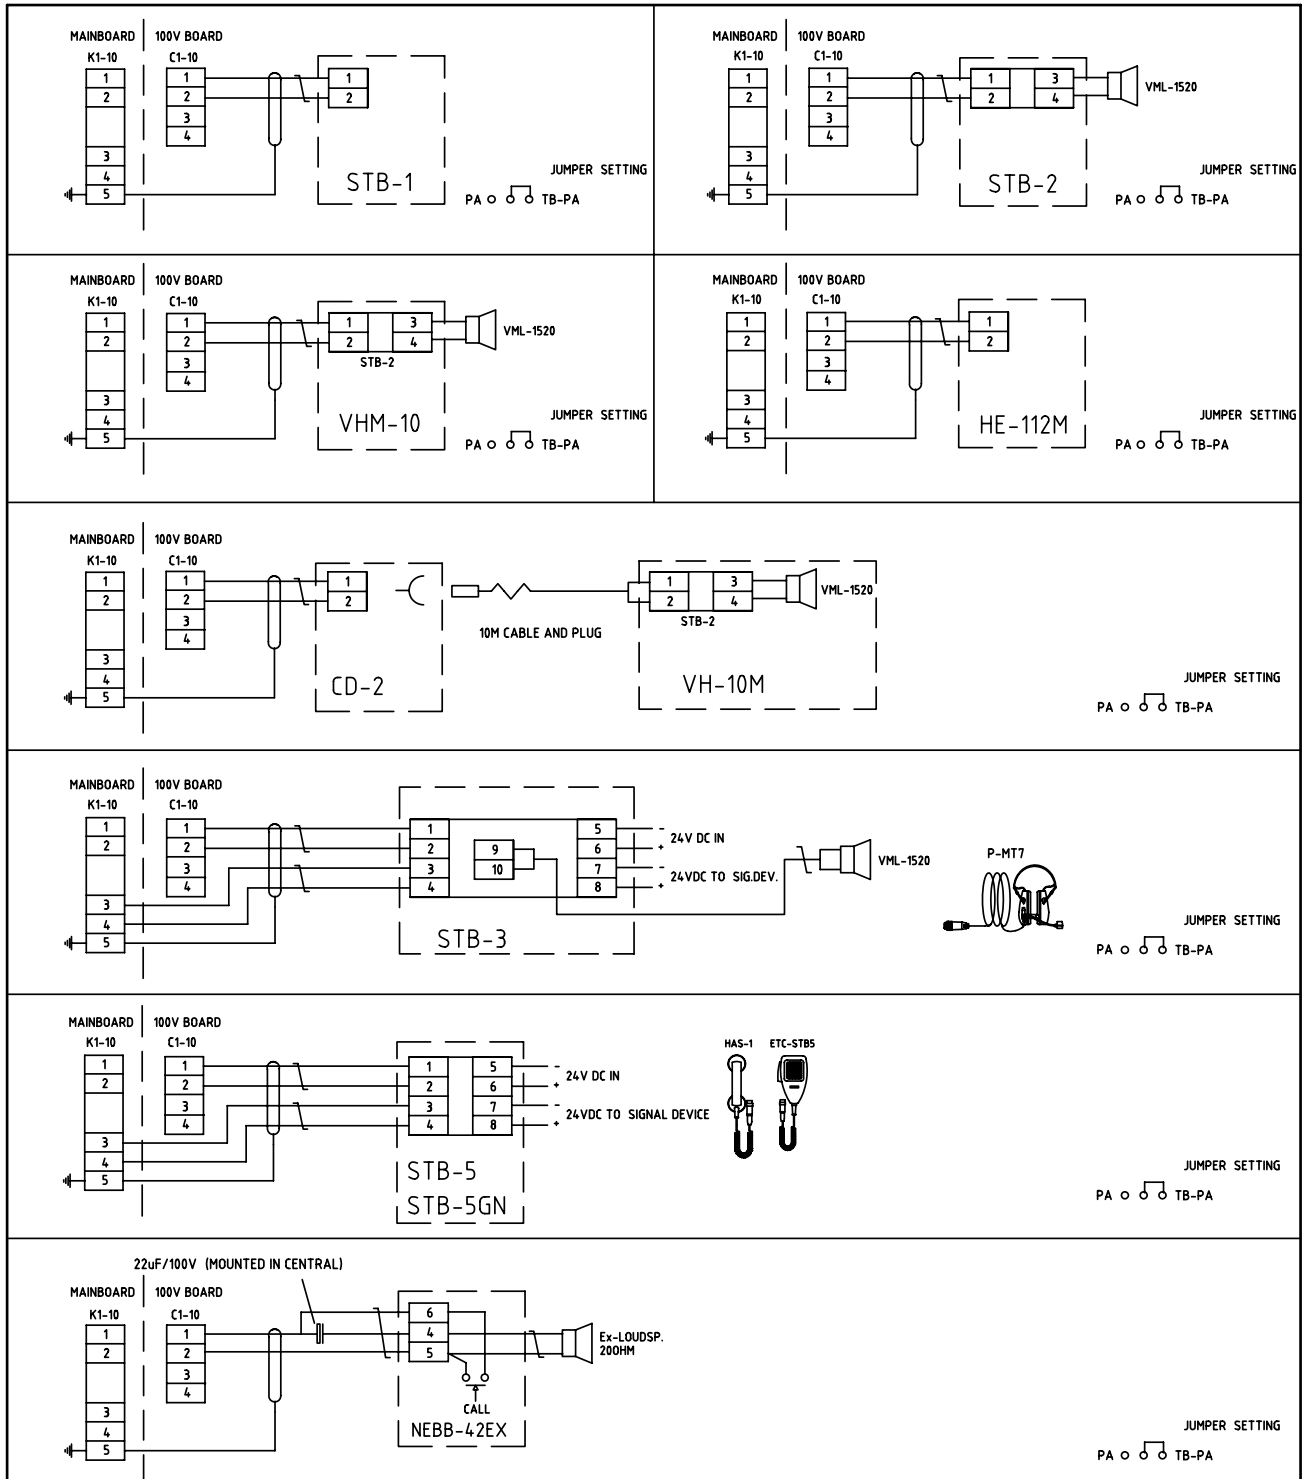 MAINBOARD 100V BOARD
K1-10 C1-10
1 1 1
2 2 2
3
4
3
4
5
STB-1
JUMPER SETTING
PA TB-PA
MAINBOARD 100V BOARD
K1-10 C1-10
1 1 1 3
2 2 2 4
VML-1520
3
4
3
4
5
STB-2
JUMPER SETTING
PA TB-PA
MAINBOARD 100V BOARD
K1-10 C1-10
1 1 1 3
2 2 2 4
VML-1520
STB-2
3
4
3
4
5
VHM-10
JUMPER SETTING
PA TB-PA
MAINBOARD 100V BOARD
K1-10 C1-10
1 1 1
2 2 2
3
4
3
4
5
HE-112M
JUMPER SETTING
PA TB-PA
MAINBOARD 100V BOARD
K1-10 C1-10
1 1 1 1 3
2 2 2 2 4
VML-1520
STB-2
3
4
10M CABLE AND PLUG
3
4
5
CD-2
VH-10M
JUMPER SETTING
PA TB-PA
MAINBOARD 100V BOARD
K1-10 C1-10
1 1 1 5 -
24V DC IN
2 2 2 9 6 +
3 3 10 7 -
24VDC TO SIG.DEV.
4 4 8 +
VML-1520
P-MT7
3
4
5
STB-3
JUMPER SETTING
PA TB-PA
MAINBOARD 100V BOARD
K1-10 C1-10
1 1 1 5 -
24V DC IN
2 2 2 6 +
3 3 7 -
24VDC TO SIGNAL DEVICE
4 4 8 +
HAS-1 ETC-STB5
3
4
5
STB-5
STB-5GN
JUMPER SETTING
PA TB-PA
22uF/100V (MOUNTED IN CENTRAL)
MAINBOARD 100V BOARD
K1-10 C1-10
6
1 1 4
2 2 5
Ex-LOUDSP.
200HM
3
4
CALL
3
4
5
NEBB-42EX
JUMPER SETTING
PA TB-PA